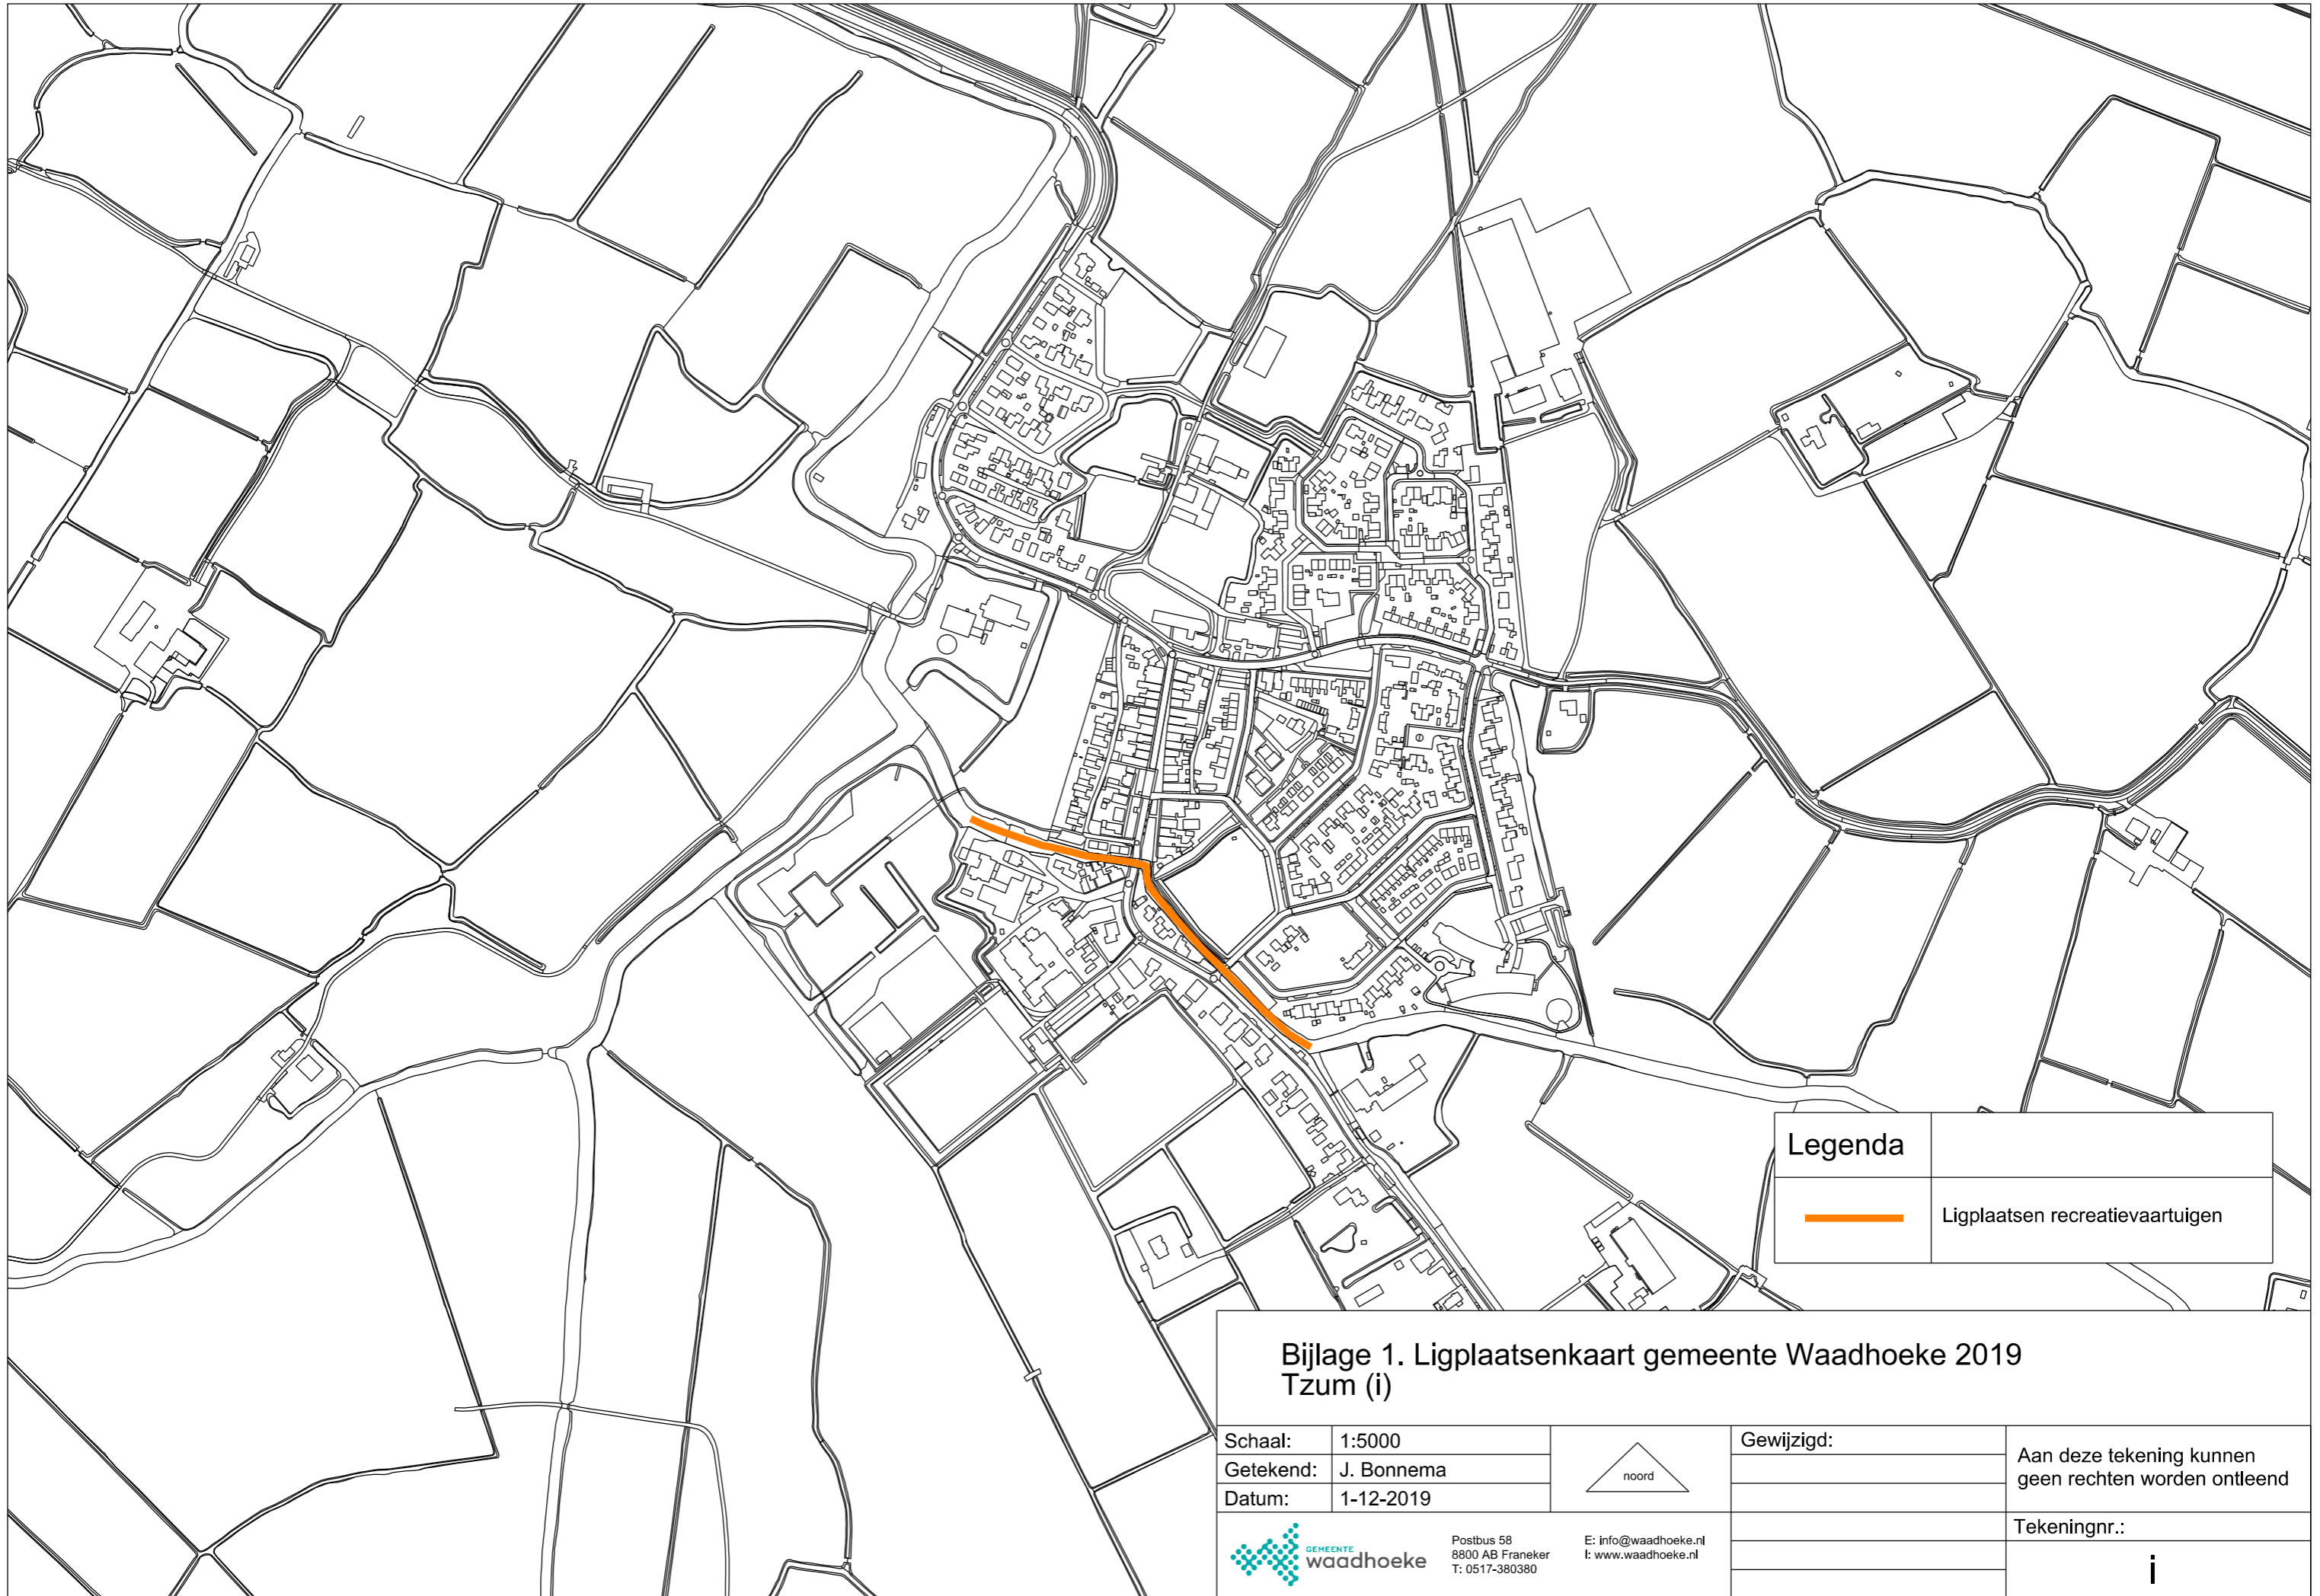 Legenda
Ligplaatsen recreatievaartuigen
Bijlage 1. Ligplaatsenkaart gemeente Waadhoeke 2019
Tzum (i)
Schaal: 1:5000
Getekend: J. Bonnema
Datum: 1-12-2019
noord
Gewijzigd:
Aan deze tekening kunnen
geen rechten worden ontleend
Tekeningnr.:
i
GEMEENTE
waadhoeke
Postbus 58
8800 AB Franeker
T: 0517-380380
E: info@waadhoeke.nl
I: www.waadhoeke.nl